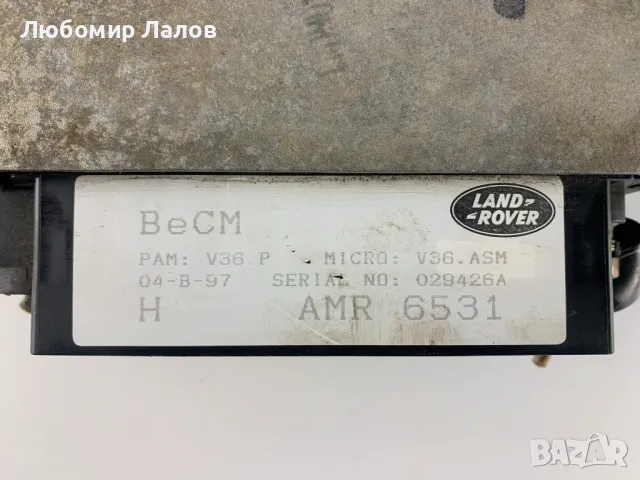 Любомир Лалов
LAND-
ROVER
BeCM
PAM: V36.P MICRO: V36.ASM
04-B-97 SERIAL NO: 029426A
H AMR 6531
BAZAR